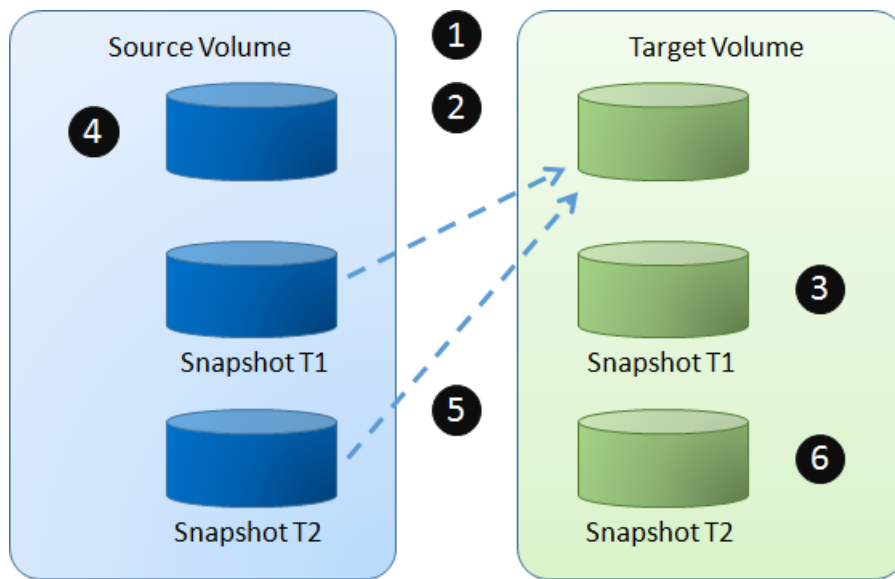 Source Volume
1
Target Volume
2
4
3
Snapshot T1
Snapshot T1
5
6
Snapshot T2
Snapshot T2